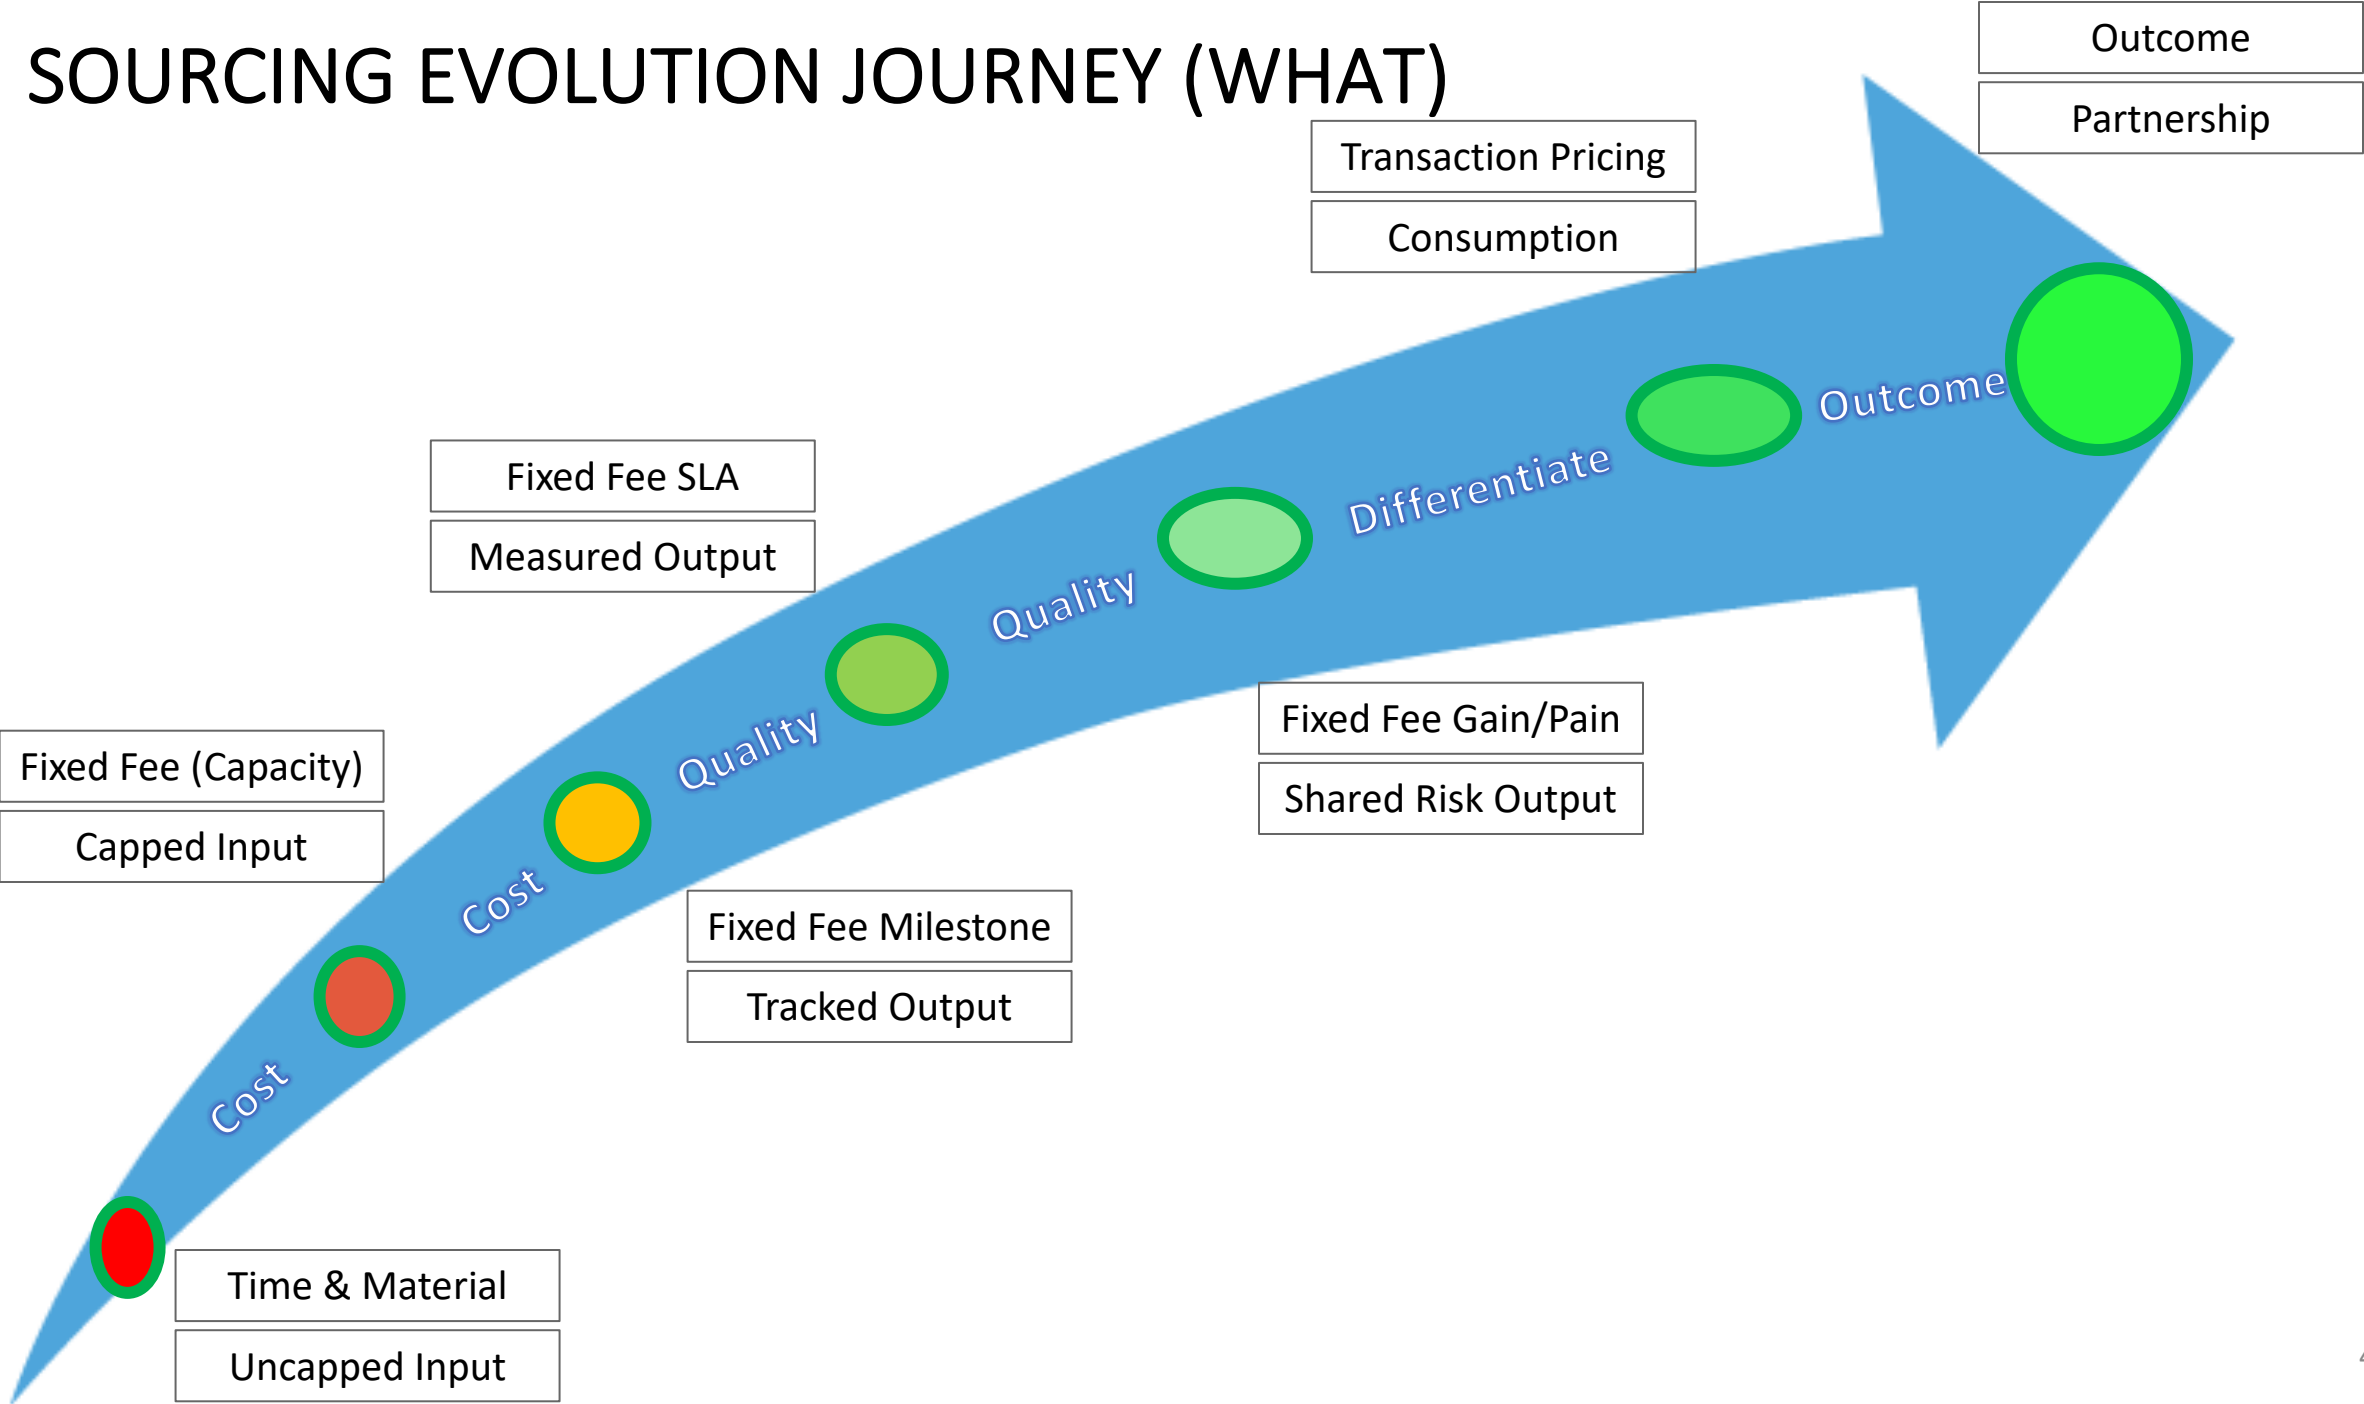 SOURCING EVOLUTION JOURNEY (WHAT)
Outcome
Partnership
Transaction Pricing
Consumption
Outcome
Differentiate
Fixed Fee SLA
Measured Output
Quality
Quality
Fixed Fee Gain/Pain
Shared Risk Output
Fixed Fee (Capacity)
Capped Input
Cost
Fixed Fee Milestone
Tracked Output
Cost
Time & Material
Uncapped Input